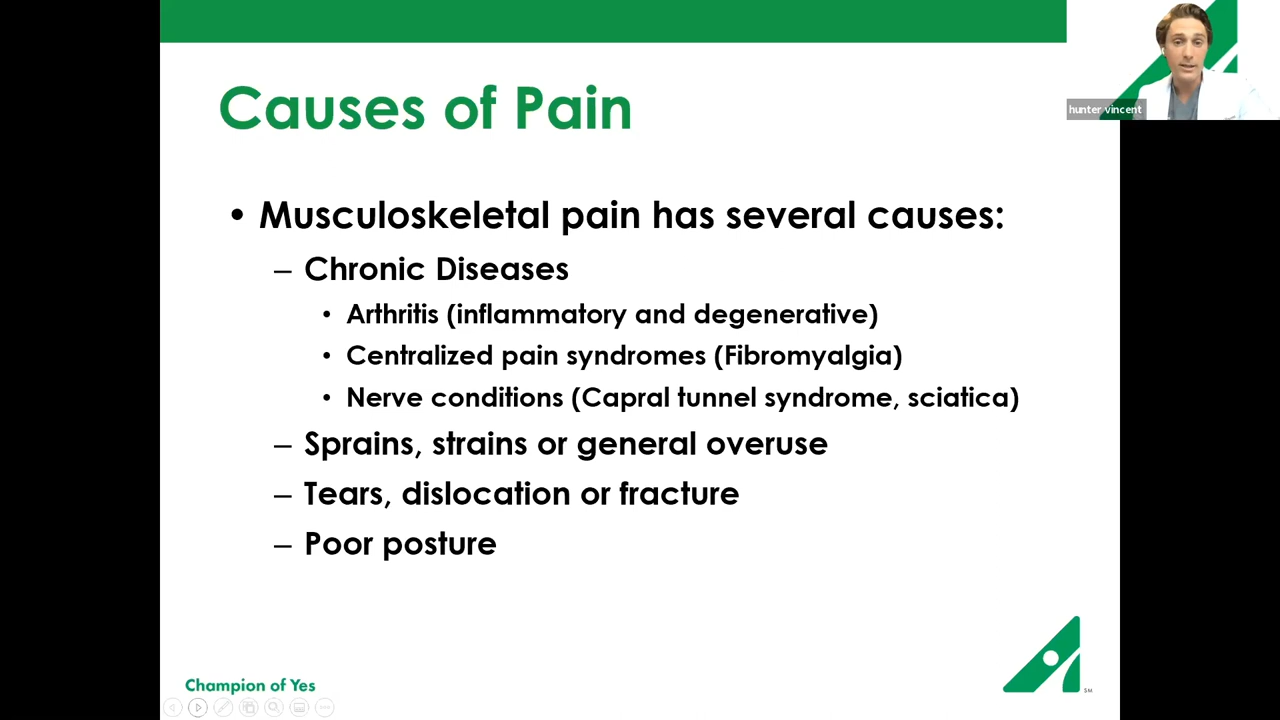 hunter vincent
Causes of Pain
• Musculoskeletal pain has several causes:
– Chronic Diseases
• Arthritis (inflammatory and degenerative)
• Centralized pain syndromes (Fibromyalgia)
• Nerve conditions (Capral tunnel syndrome, sciatica)
– Sprains, strains or general overuse
– Tears, dislocation or fracture
– Poor posture
Champion of Yes
SM